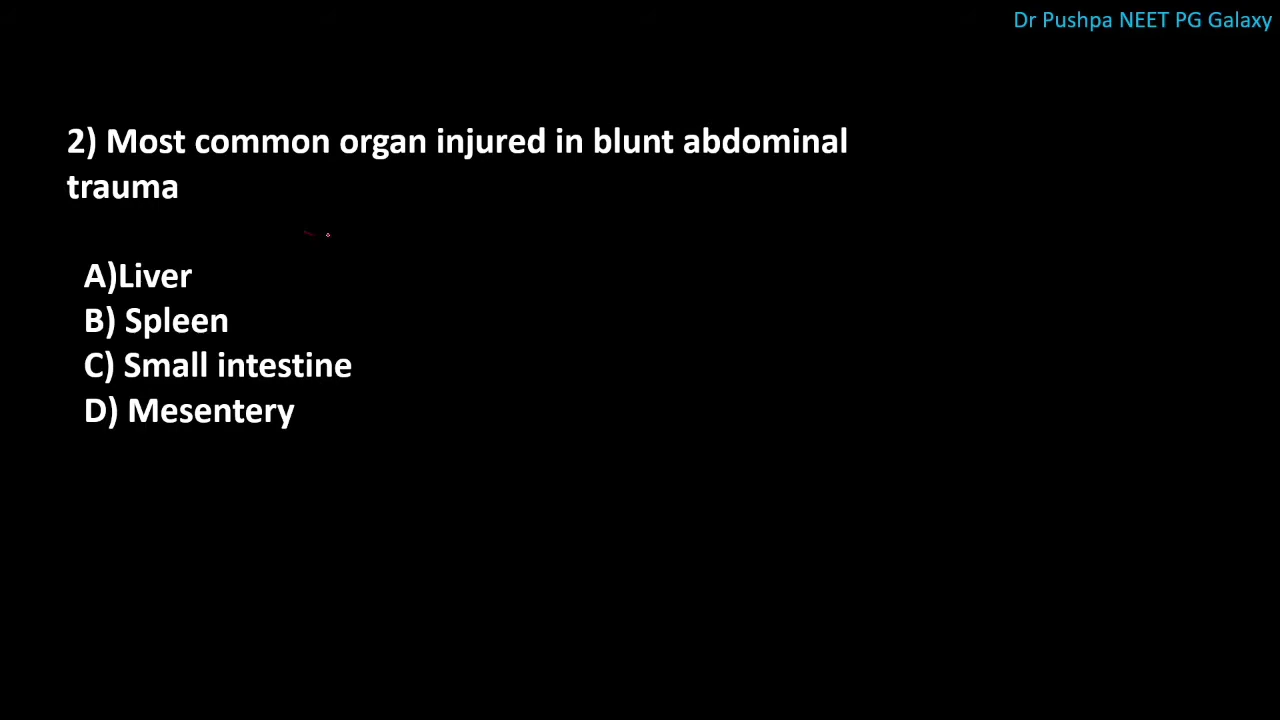 Dr Pushpa NEET PG Galaxy
2) Most common organ injured in blunt abdominal
trauma
A)Liver
B) Spleen
C) Small intestine
D) Mesentery